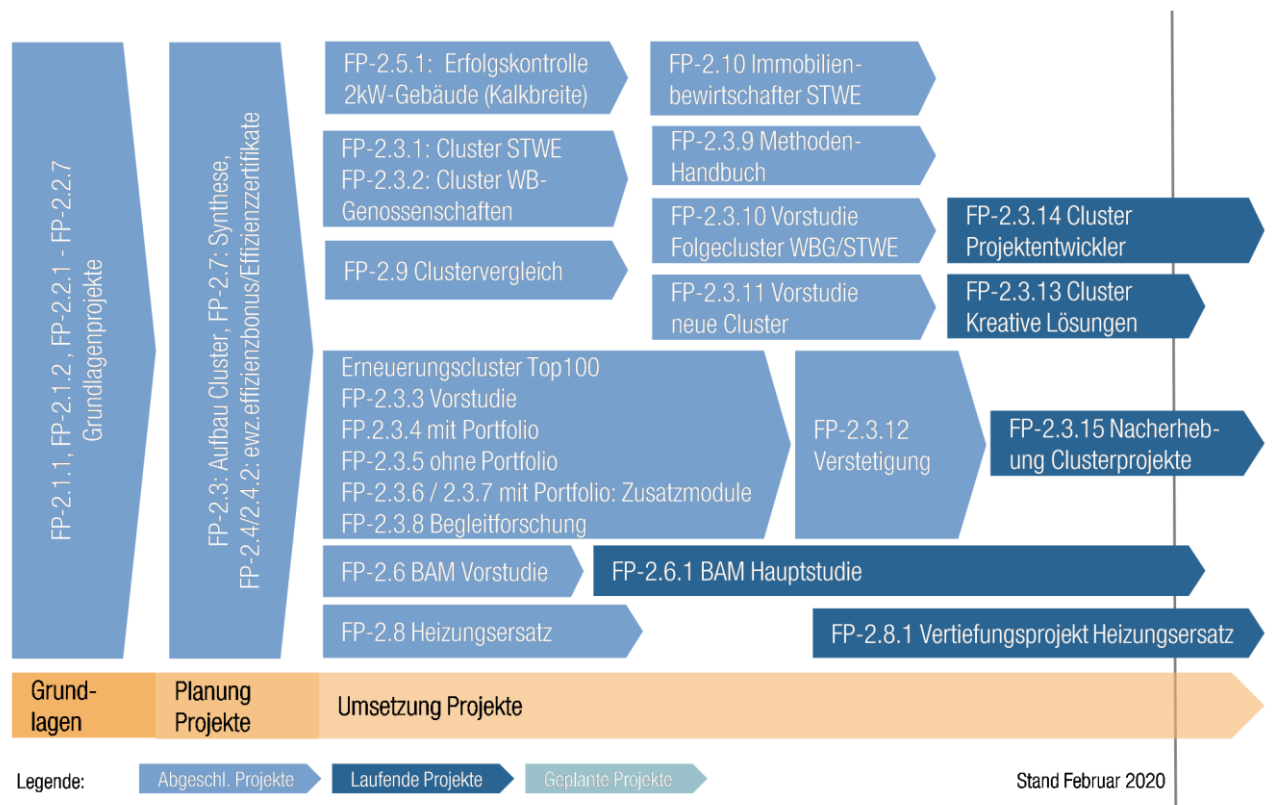 FP-2.1.1, FP-2.1.2, FP-2.2.1 - FP-2.2.7
Grundlagenprojekte
FP-2.3: Aufbau Cluster, FP-2.7: Synthese,
FP-2.4/2.4.2: ewz.effizienzbonus/Effizienzzertifikate
FP-2.5.1: Erfolgskontrolle
2kW-Gebäude (Kalkbreite)
FP-2.3.1: Cluster STWE
FP-2.3.2: Cluster WB-
Genossenschaften
FP-2.9 Clustervergleich
FP-2.10 Immobilien-
bewirtschafter STWE
FP-2.3.9 Methoden-
Handbuch
FP-2.3.10 Vorstudie
Folgecluster WBG/STWE
FP-2.3.11 Vorstudie
neue Cluster
FP-2.3.14 Cluster
Projektentwickler
FP-2.3.13 Cluster
Kreative Lösungen
Erneuerungscluster Top100
FP-2.3.3 Vorstudie
FP.2.3.4 mit Portfolio
FP-2.3.5 ohne Portfolio
FP-2.3.6 / 2.3.7 mit Portfolio: Zusatzmodule
FP-2.3.8 Begleitforschung
FP-2.3.12
Verstetigung
FP-2.3.15 Nacherheb-
ung Clusterprojekte
FP-2.6 BAM Vorstudie
FP-2.6.1 BAM Hauptstudie
FP-2.8 Heizungsersatz
FP-2.8.1 Vertiefungsprojekt Heizungsersatz
Grund-
lagen
Planung
Projekte
Umsetzung Projekte
Legende:
Abgeschl. Projekte
Laufende Projekte
Geplante Projekte
Stand Februar 2020